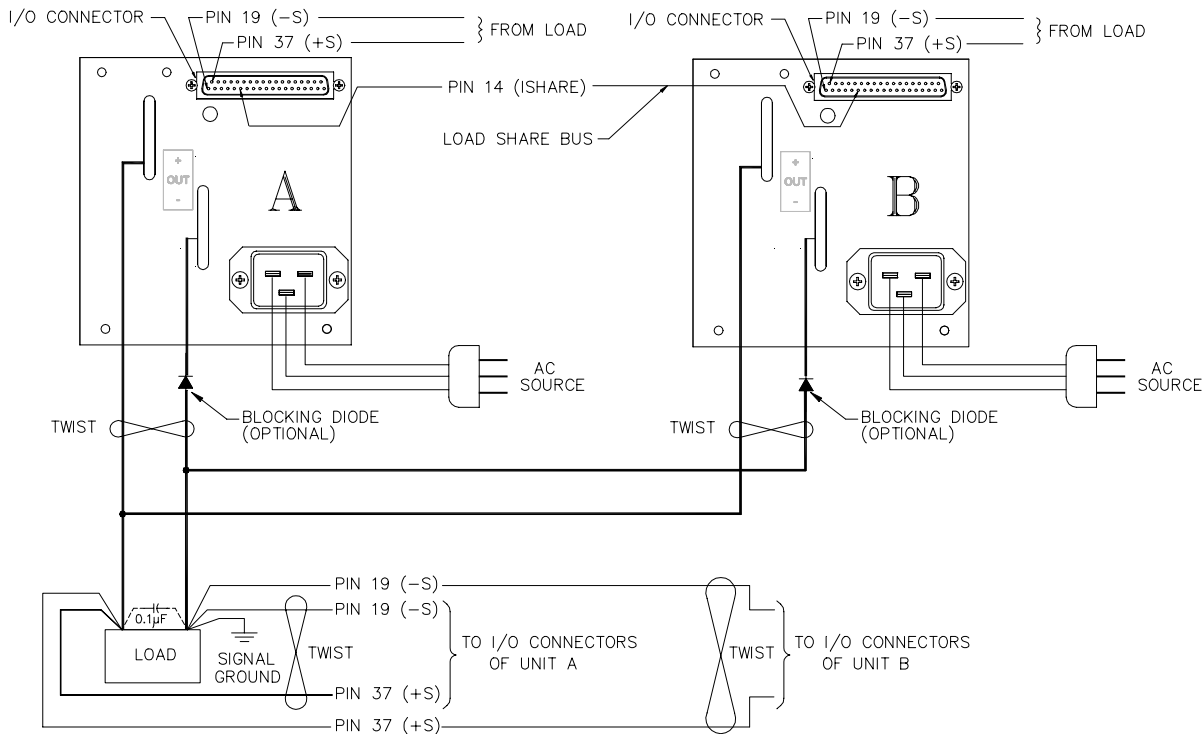 I/O CONNECTOR
PIN 19 (-S)
PIN 37 (+S)
FROM LOAD
I/O CONNECTOR
PIN 19 (-S)
PIN 37 (+S)
FROM LOAD
PIN 14 (ISHARE)
LOAD SHARE BUS
+
OUT
-
A
+
OUT
-
B
AC
SOURCE
AC
SOURCE
BLOCKING DIODE
(OPTIONAL)
TWIST
BLOCKING DIODE
(OPTIONAL)
TWIST
PIN 19 (-S)
PIN 19 (-S)
0.1µF
LOAD
SIGNAL
GROUND
TWIST
TO I/O CONNECTORS
OF UNIT A
TWIST
TO I/O CONNECTORS
OF UNIT B
PIN 37 (+S)
PIN 37 (+S)